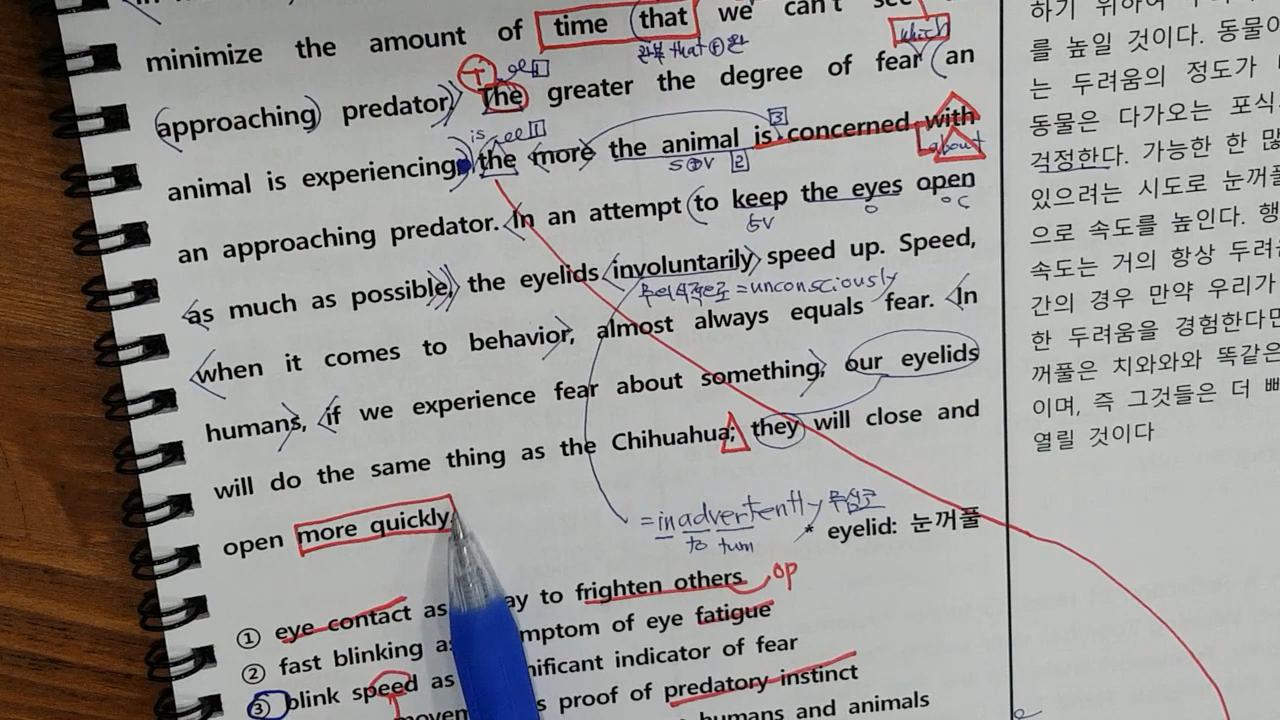 minimize the amount of time that we can't see
관부 that ⊕ 완
which
approaching predator. The greater the degree of fear an
is
animal is experiencing, the more the animal is concerned with
S⊕V 2 3
about
an approaching predator. In an attempt to keep the eyes open
5V O OC
as much as possible, the eyelids involuntarily speed up. Speed,
무의식적으로 = unconsciously
when it comes to behavior, almost always equals fear. In
humans, if we experience fear about something, our eyelids
will do the same thing as the Chihuahua; they will close and
open more quickly.
= inadvertently 무심코
to turn
* eyelid: 눈꺼풀
① eye contact as way to frighten others op
② fast blinking as symptom of eye fatigue
③ blink speed as significant indicator of fear
proof of predatory instinct
humans and animals
하기 위하여
를 높일 것이다. 동물이
는 두려움의 정도가
동물은 다가오는 포식
걱정한다. 가능한 한 많
있으려는 시도로 눈꺼풀
으로 속도를 높인다. 행
속도는 거의 항상 두려움
간의 경우 만약 우리가
한 두려움을 경험한다면
꺼풀은 치와와와 똑같은
이며, 즉 그것들은 더 빠
열릴 것이다